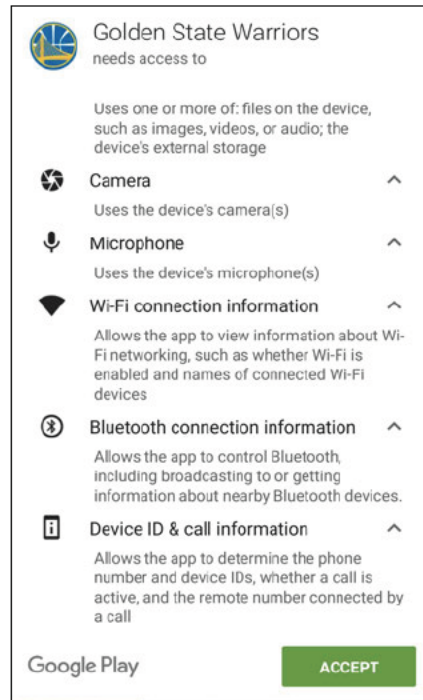 Golden State Warriors
needs access to
Uses one or more of: files on the device,
such as images, videos, or audio; the
device's external storage
Camera
Uses the device's camera(s)
Microphone
Uses the device's microphone(s)
Wi-Fi connection information
Allows the app to view information about Wi-
Fi networking, such as whether Wi-Fi is
enabled and names of connected Wi-Fi
devices
Bluetooth connection information
Allows the app to control Bluetooth,
including broadcasting to or getting
information about nearby Bluetooth devices.
Device ID & call information
Allows the app to determine the phone
number and device IDs, whether a call is
active, and the remote number connected by
a call
Google Play
ACCEPT